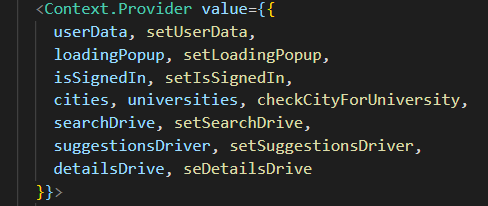 <Context.Provider value={{
userData, setUserData,
loadingPopup, setLoadingPopup,
isSignedIn, setIsSignedIn,
cities, universities, checkCityForUniversity,
searchDrive, setSearchDrive,
suggestionsDriver, setSuggestionsDriver,
detailsDrive, seDetailsDrive
}}>